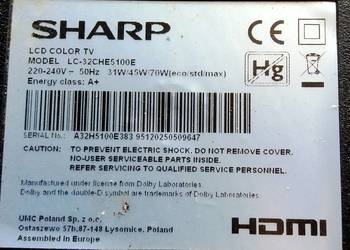 SHARP
LCD COLOR TV
MODEL LC-32CHE5100E
220-240V ~ 50Hz 31W/45W/70W(eco/std/max)
Energy class: A+
Hg
SERIAL No.: A32H5100E383 95120250509647
CAUTION: TO PREVENT ELECTRIC SHOCK, DO NOT REMOVE COVER.
NO-USER SERVICEABLE PARTS INSIDE.
REFER SERVICING TO QUALIFIED SERVICE PERSONNEL.
Manufactured under license from Dolby Laboratories.
Dolby and the double-D symbol are trademarks of Dolby Laboratories.
UMC Poland Sp. z o.o.
Ostaszewo 57b,87-148 Lysomice, Poland
Assembled in Europe
HDMI